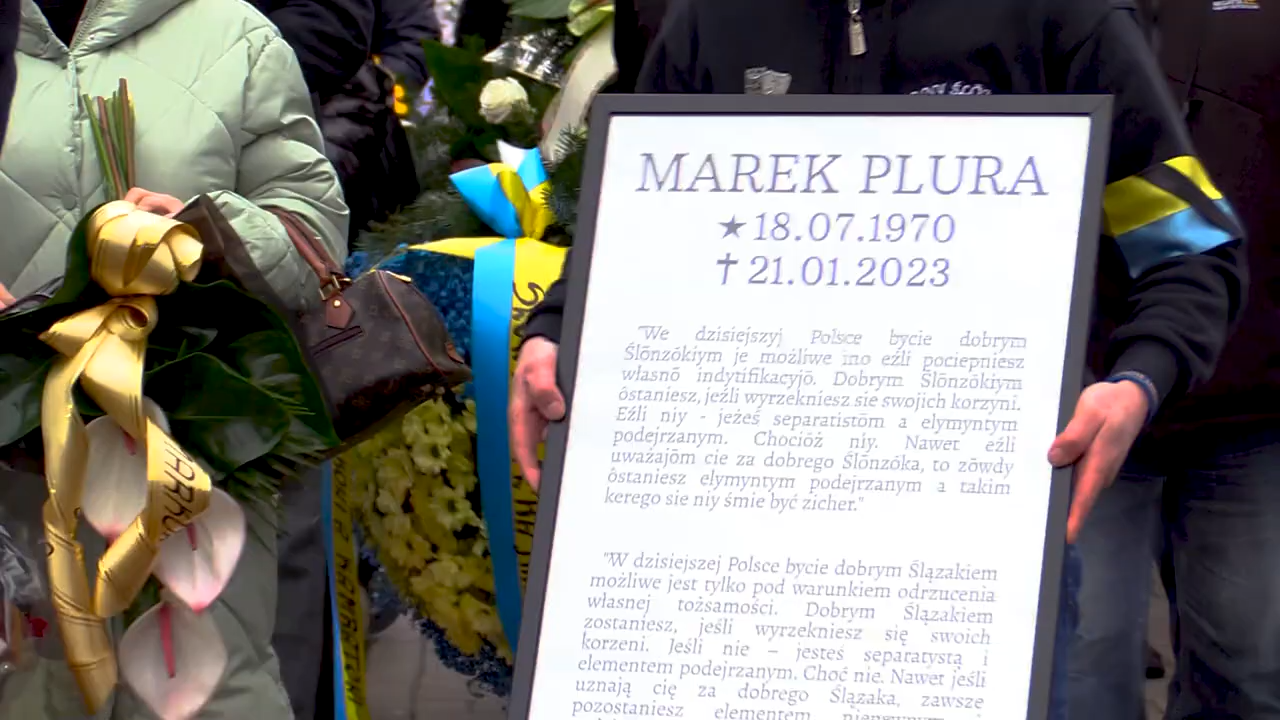 MAREK PLURA
★18.07.1970
✝21.01.2023
"We dzisiejszyj Polsce bycie dobrym
Ślōnzōkiym je możliwe ino eźli pociepniesz
własnō indytifikacyjō. Dobrym Ślōnzōkiym
ôstaniesz, jeźli wyrzekniesz sie swojich korzyni.
Eźli niy - jeżeś separatistōm a elymyntym
podejrzanym. Chociōż niy. Nawet eźli
uważajōm cie za dobrego Ślōnzōka, to zōwdy
ôstaniesz elymyntym podejrzanym a takim
kerego sie niy śmie być zicher."
"W dzisiejszej Polsce bycie dobrym Ślązakiem
możliwe jest tylko pod warunkiem odrzucenia
własnej tożsamości. Dobrym Ślązakiem
zostaniesz, jeśli wyrzekniesz się swoich
korzeni. Jeśli nie – jesteś separatystą i
elementem podejrzanym. Choć nie. Nawet jeśli
uznają cię za dobrego Ślązaka, zawsze
pozostaniesz elementem niepewnym